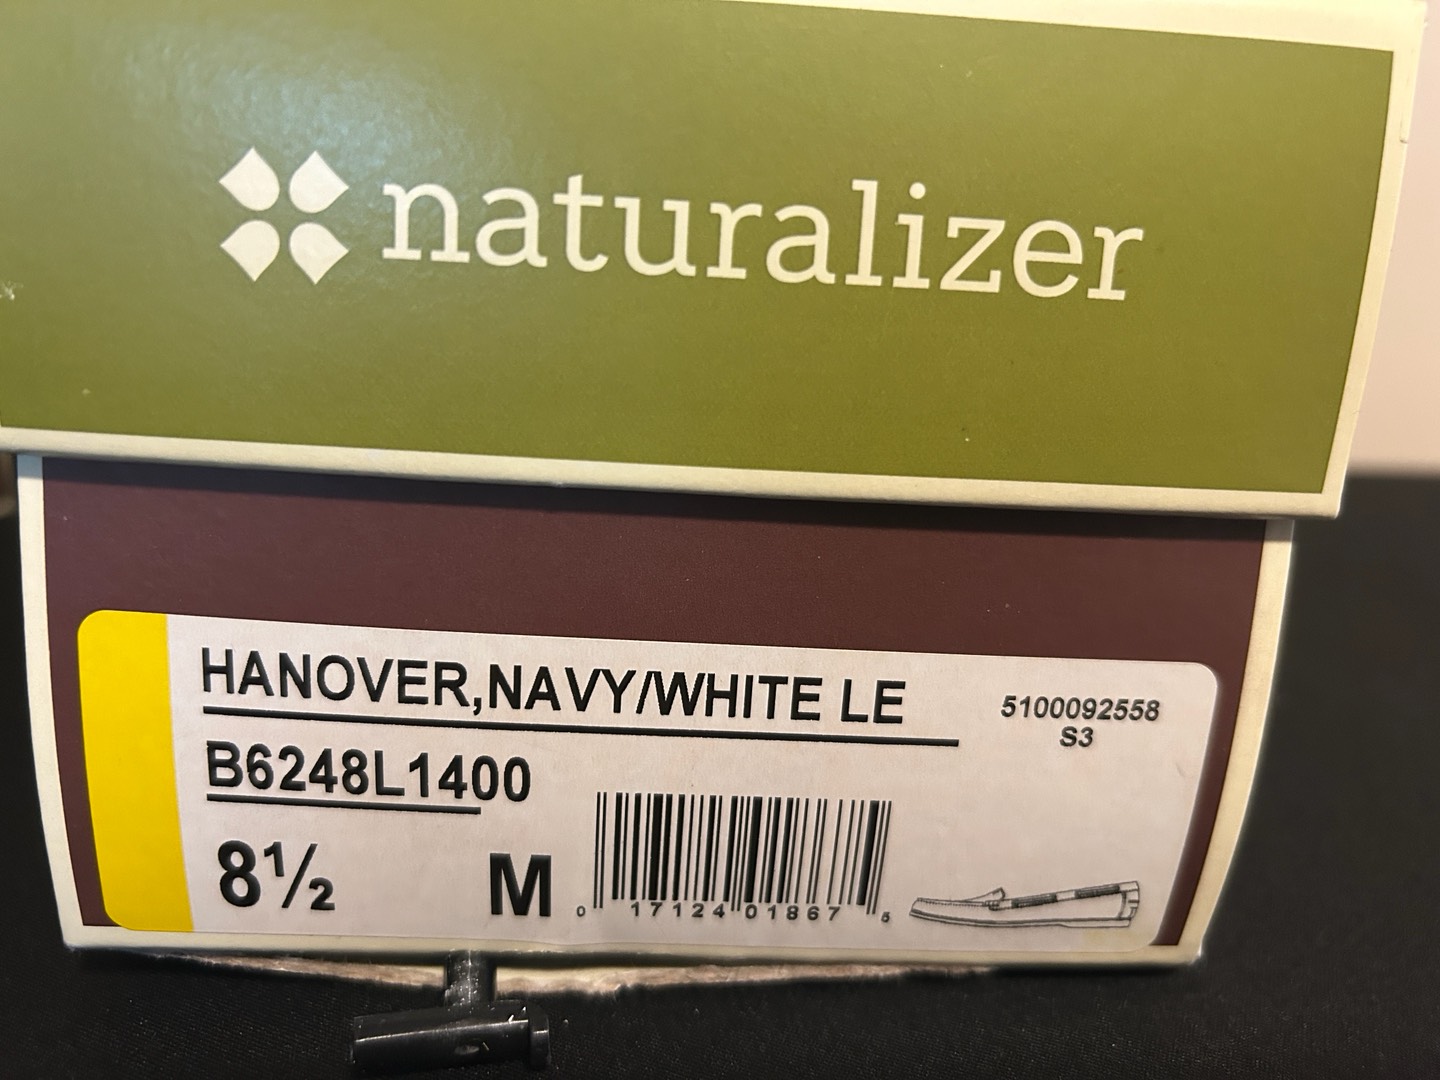 naturalizer
HANOVER,NAVY/WHITE LE
5100092558
S3
B6248L1400
8½ M
0 17124 01867 5